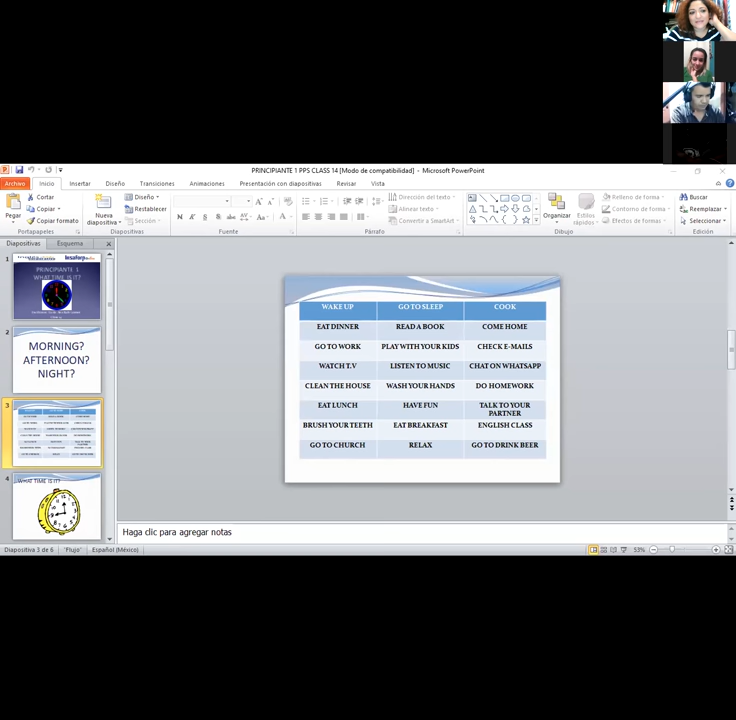 PRINCIPIANTE 1 PPS CLASS 14 [Modo de compatibilidad] - Microsoft PowerPoint
Archivo Inicio Insertar Diseño Transiciones Animaciones Presentación con diapositivas Revisar Vista
Pegar
Cortar
Copiar
Copiar formato
Portapapeles
Nueva diapositiva
Diseño
Restablecer
Sección
Diapositivas
Fuente
Dirección del texto
Alinear texto
Convertir a SmartArt
Párrafo
Organizar
Estilos rápidos
Relleno de forma
Contorno de forma
Efectos de formas
Dibujo
Buscar
Reemplazar
Seleccionar
Edición
Diapositivas Esquema
1
PRINCIPIANTE 1
WHAT TIME IS IT?
2
MORNING?
AFTERNOON?
NIGHT?
3
4
WHAT TIME IS IT?
WAKE UP GO TO SLEEP COOK
EAT DINNER READ A BOOK COME HOME
GO TO WORK PLAY WITH YOUR KIDS CHECK E-MAILS
WATCH T.V LISTEN TO MUSIC CHAT ON WHATSAPP
CLEAN THE HOUSE WASH YOUR HANDS DO HOMEWORK
EAT LUNCH HAVE FUN TALK TO YOUR PARTNER
BRUSH YOUR TEETH EAT BREAKFAST ENGLISH CLASS
GO TO CHURCH RELAX GO TO DRINK BEER
Haga clic para agregar notas
Diapositiva 3 de 6 "Flujo" Español (México) 53%